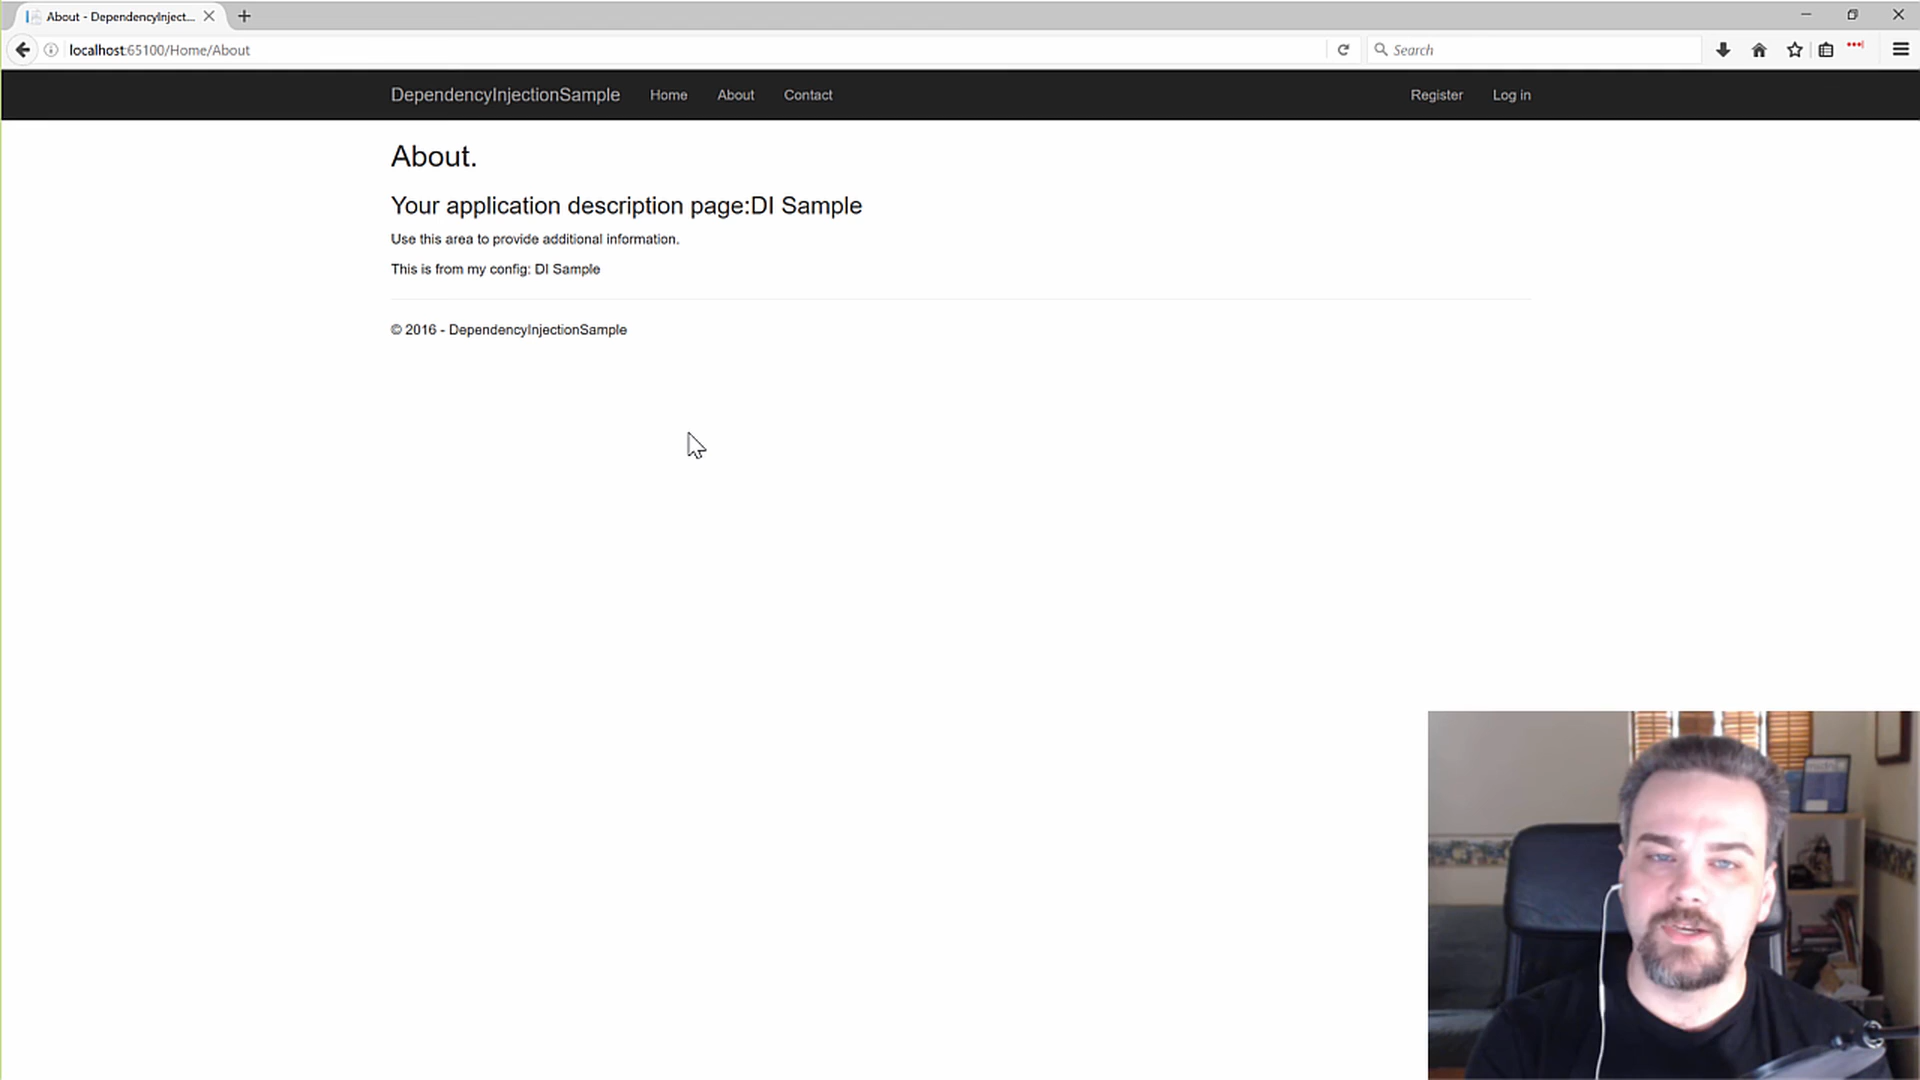 About - DependencyInject...
localhost:65100/Home/About
Search
DependencyInjectionSample Home About Contact Register Log in
About.
Your application description page:DI Sample
Use this area to provide additional information.
This is from my config: DI Sample
© 2016 - DependencyInjectionSample